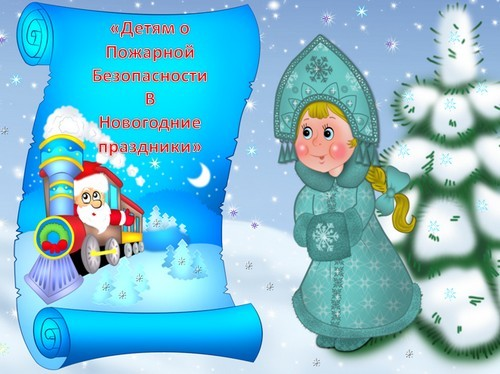 «Детям о
Пожарной
Безопасности
В
Новогодние
праздники»